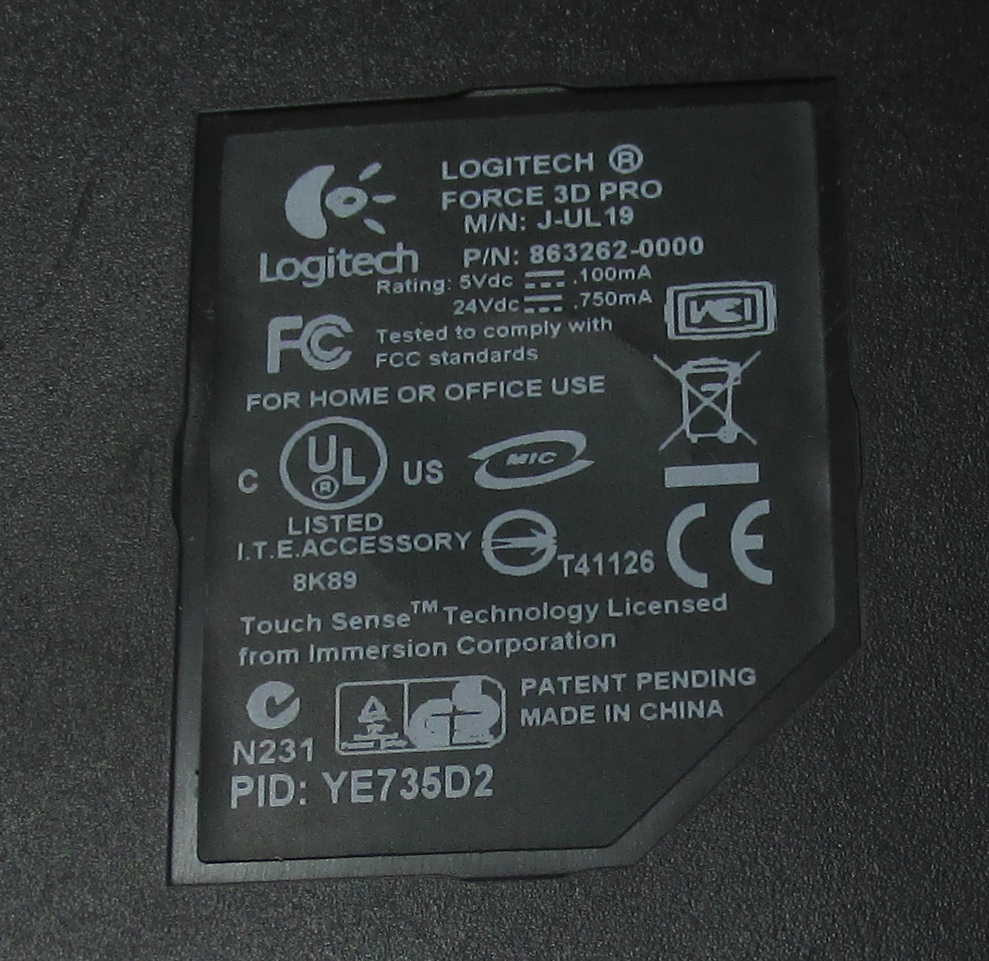 LOGITECH ®
FORCE 3D PRO
M/N: J-UL19
Logitech
P/N: 863262-0000
Rating: 5Vdc .100mA
24Vdc .750mA
VCI
FC Tested to comply with
FCC standards
FOR HOME OR OFFICE USE
C UL ® US MIC
LISTED
I.T.E.ACCESSORY
8K89
T41126 CE
Touch Sense™ Technology Licensed
from Immersion Corporation
PATENT PENDING
MADE IN CHINA
GS
N231
PID: YE735D2